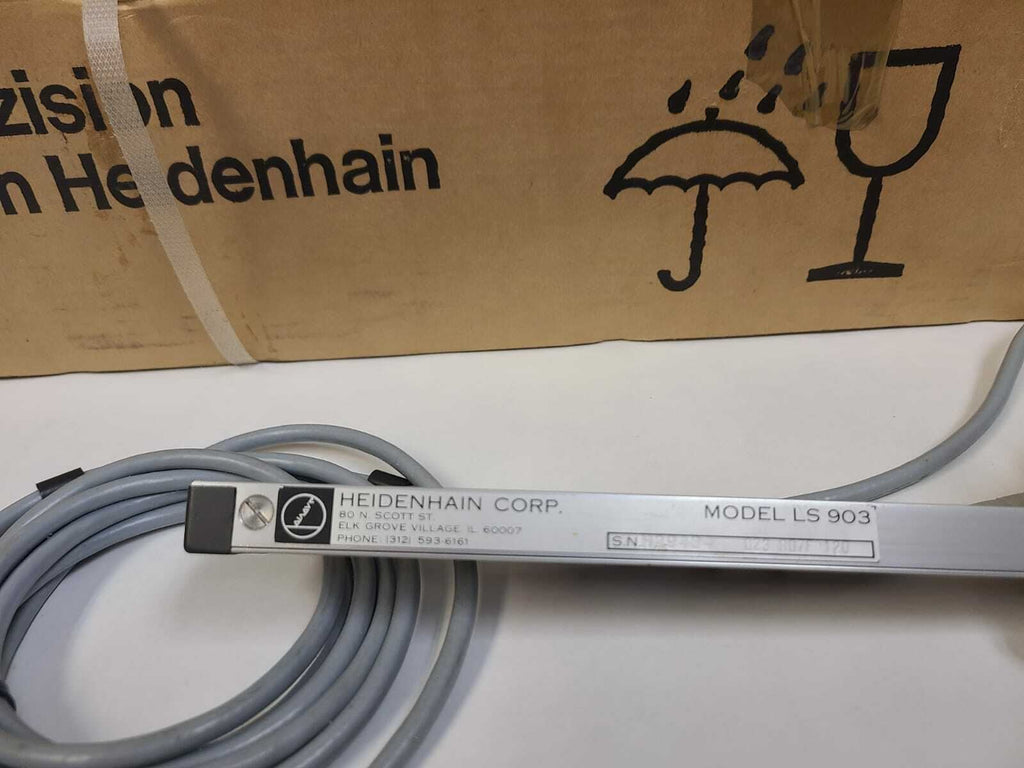 zision
n Heidenhain
HEIDENHAIN CORP.
80 N. SCOTT ST.
ELK GROVE VILLAGE, IL. 60007
PHONE: (312) 593-6161
MODEL LS 903
S.N.